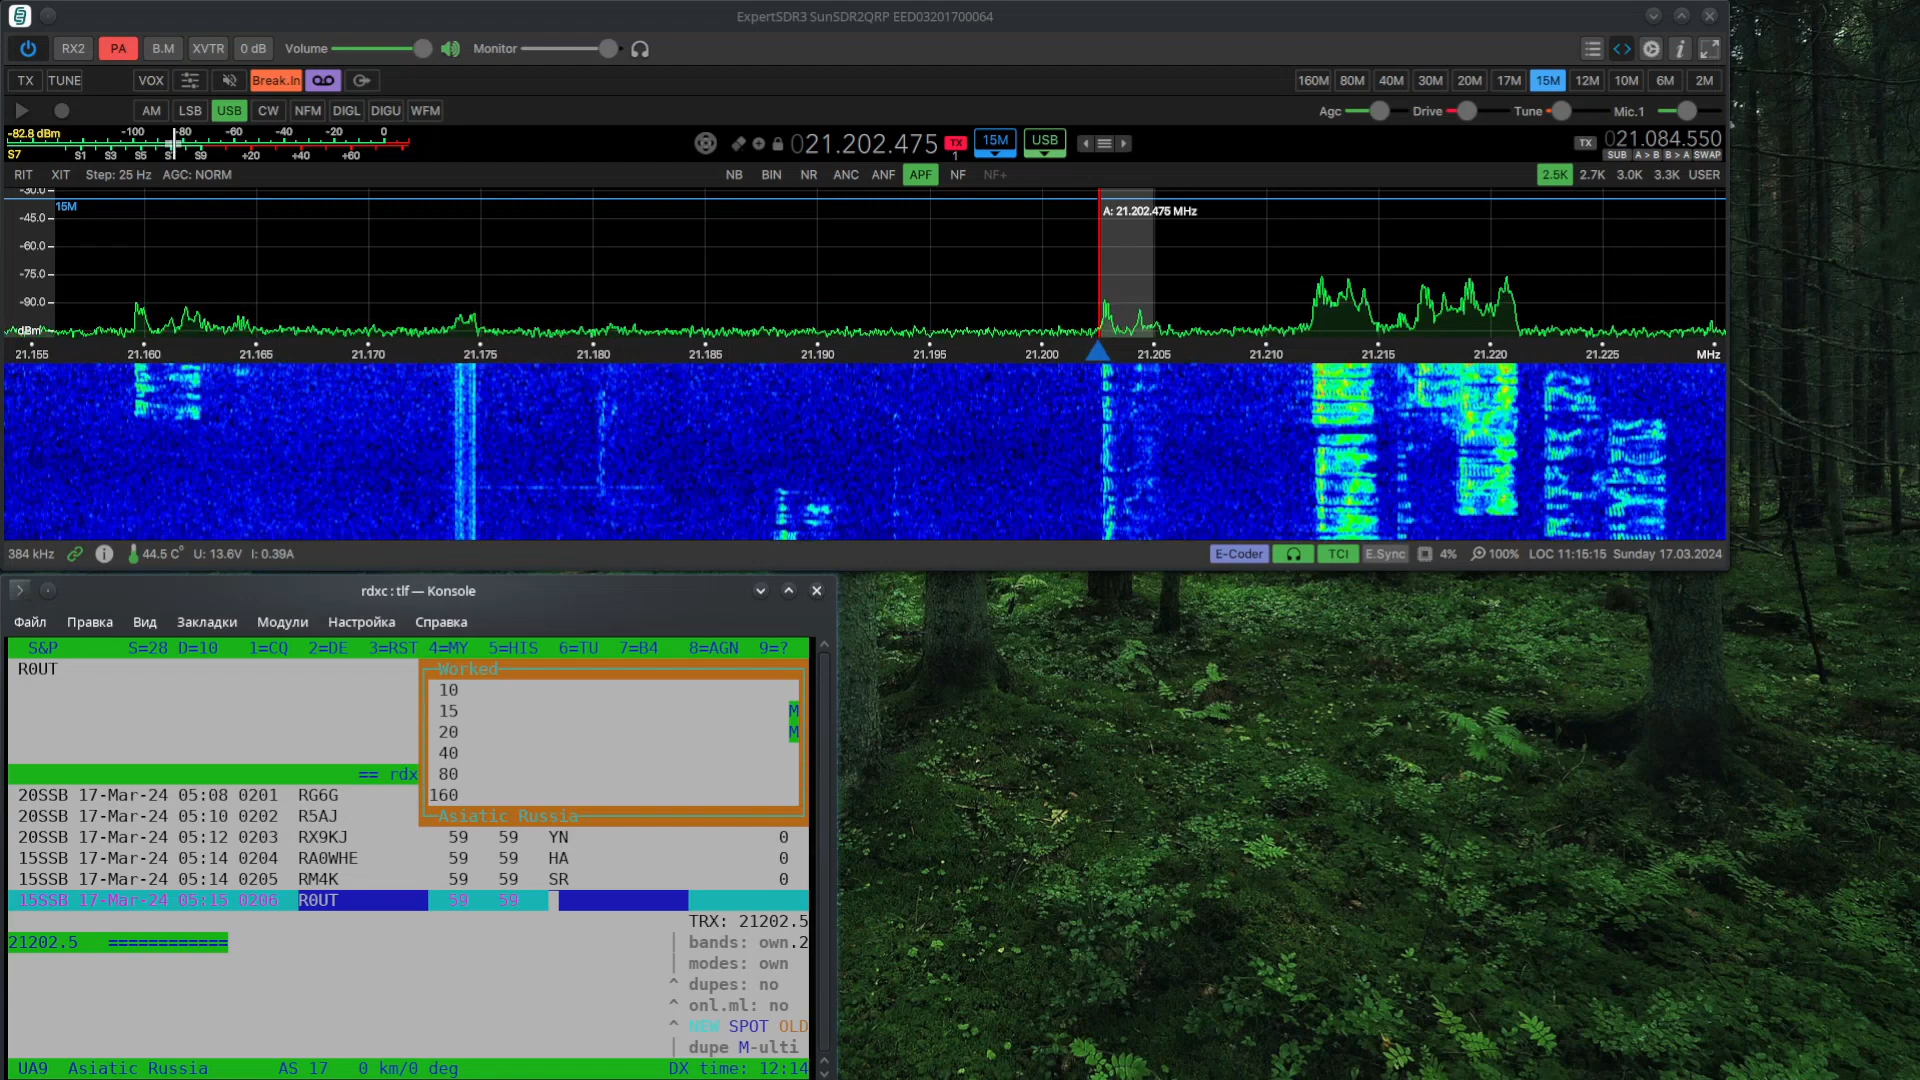 ExpertSDR3 SunSDR2QRP EED03201700064
RX2 PA B.M XVTR 0 dB Volume Monitor
TX TUNE VOX Break.In 160M 80M 40M 30M 20M 17M 15M 12M 10M 6M 2M
AM LSB USB CW NFM DIGL DIGU WFM Agc Drive Tune Mic.1
-82.8 dBm -100 -80 -60 -40 -20 0
S7 S1 S3 S5 S9 +20 +40 +60
021.202.475 TX 1 15M USB TX 021.084.550
SUB A > B B > A SWAP
RIT XIT Step: 25 Hz AGC: NORM NB BIN NR ANC ANF APF NF NF+ 2.5K 2.7K 3.0K 3.3K USER
-30.0
15M
A: 21.202.475 MHz
-45.0
-60.0
-75.0
-90.0
dBm
21.155 21.160 21.165 21.170 21.175 21.180 21.185 21.190 21.195 21.200 21.205 21.210 21.215 21.220 21.225 MHz
384 kHz 44.5 C° U: 13.6V I: 0.39A E-Coder TCI E.Sync 4% 100% LOC 11:15:15 Sunday 17.03.2024
rdxc : tlf — Konsole
Файл Правка Вид Закладки Модули Настройка Справка
S&P S=28 D=10 1=CQ 2=DE 3=RST 4=MY 5=HIS 6=TU 7=B4 8=AGN 9=?
R0UT
Worked
10
15 M
20 M
40
80
160
Asiatic Russia
== rdx
20SSB 17-Mar-24 05:08 0201 RG6G
20SSB 17-Mar-24 05:10 0202 R5AJ
20SSB 17-Mar-24 05:12 0203 RX9KJ 59 59 YN 0
15SSB 17-Mar-24 05:14 0204 RA0WHE 59 59 HA 0
15SSB 17-Mar-24 05:14 0205 RM4K 59 59 SR 0
15SSB 17-Mar-24 05:15 0206 R0UT 59 59
TRX: 21202.5
21202.5 ============ | bands: own.2
| modes: own
^ dupes: no
^ onl.ml: no
^ NEW SPOT OLD
| dupe M-ulti
UA9 Asiatic Russia AS 17 0 km/0 deg DX time: 12:14